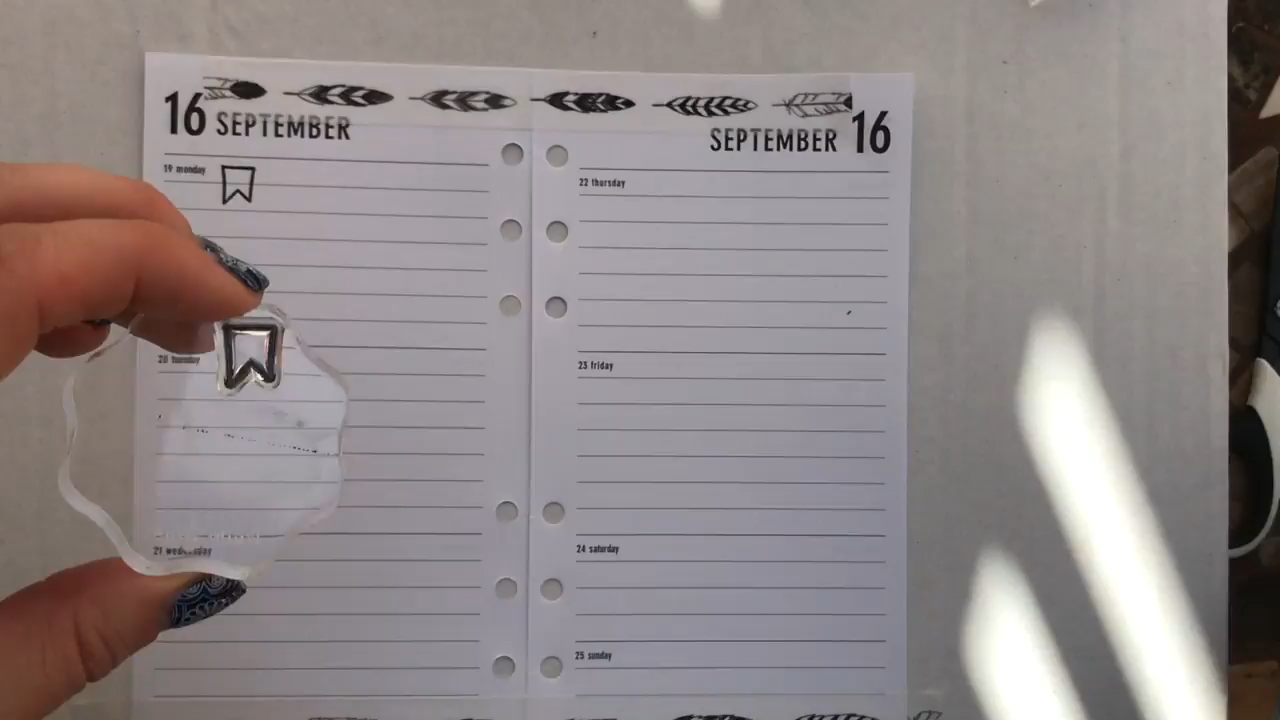 16 SEPTEMBER
19 monday
20 tuesday
21 wednesday
SEPTEMBER 16
22 thursday
23 friday
24 saturday
25 sunday